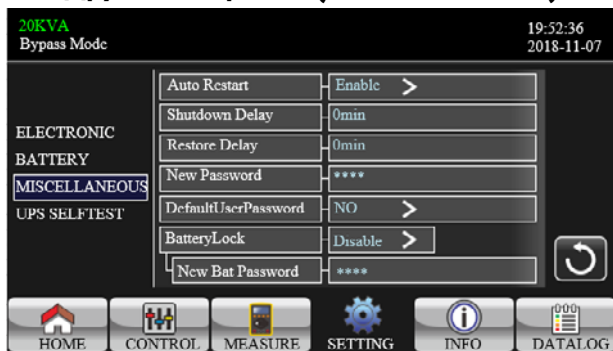 20KVA
Bypass Mode
19:52:36
2018-11-07
ELECTRONIC
BATTERY
MISCELLANEOUS
UPS SELFTEST
Auto Restart Enable >
Shutdown Delay 0min
Restore Delay 0min
New Password ****
DefaultUserPassword NO >
BatteryLock Disable >
New Bat Password ****
HOME CONTROL MEASURE SETTING INFO DATALOG